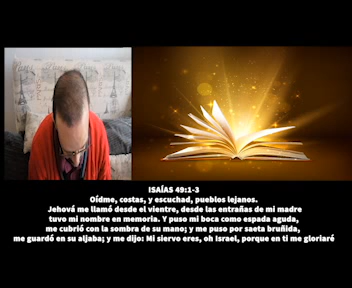 ISAÍAS 49:1-3
Oídme, costas, y escuchad, pueblos lejanos.
Jehová me llamó desde el vientre, desde las entrañas de mi madre
tuvo mi nombre en memoria. Y puso mi boca como espada aguda,
me cubrió con la sombra de su mano; y me puso por saeta bruñida,
me guardó en su aljaba; y me dijo: Mi siervo eres, oh Israel, porque en ti me gloriaré